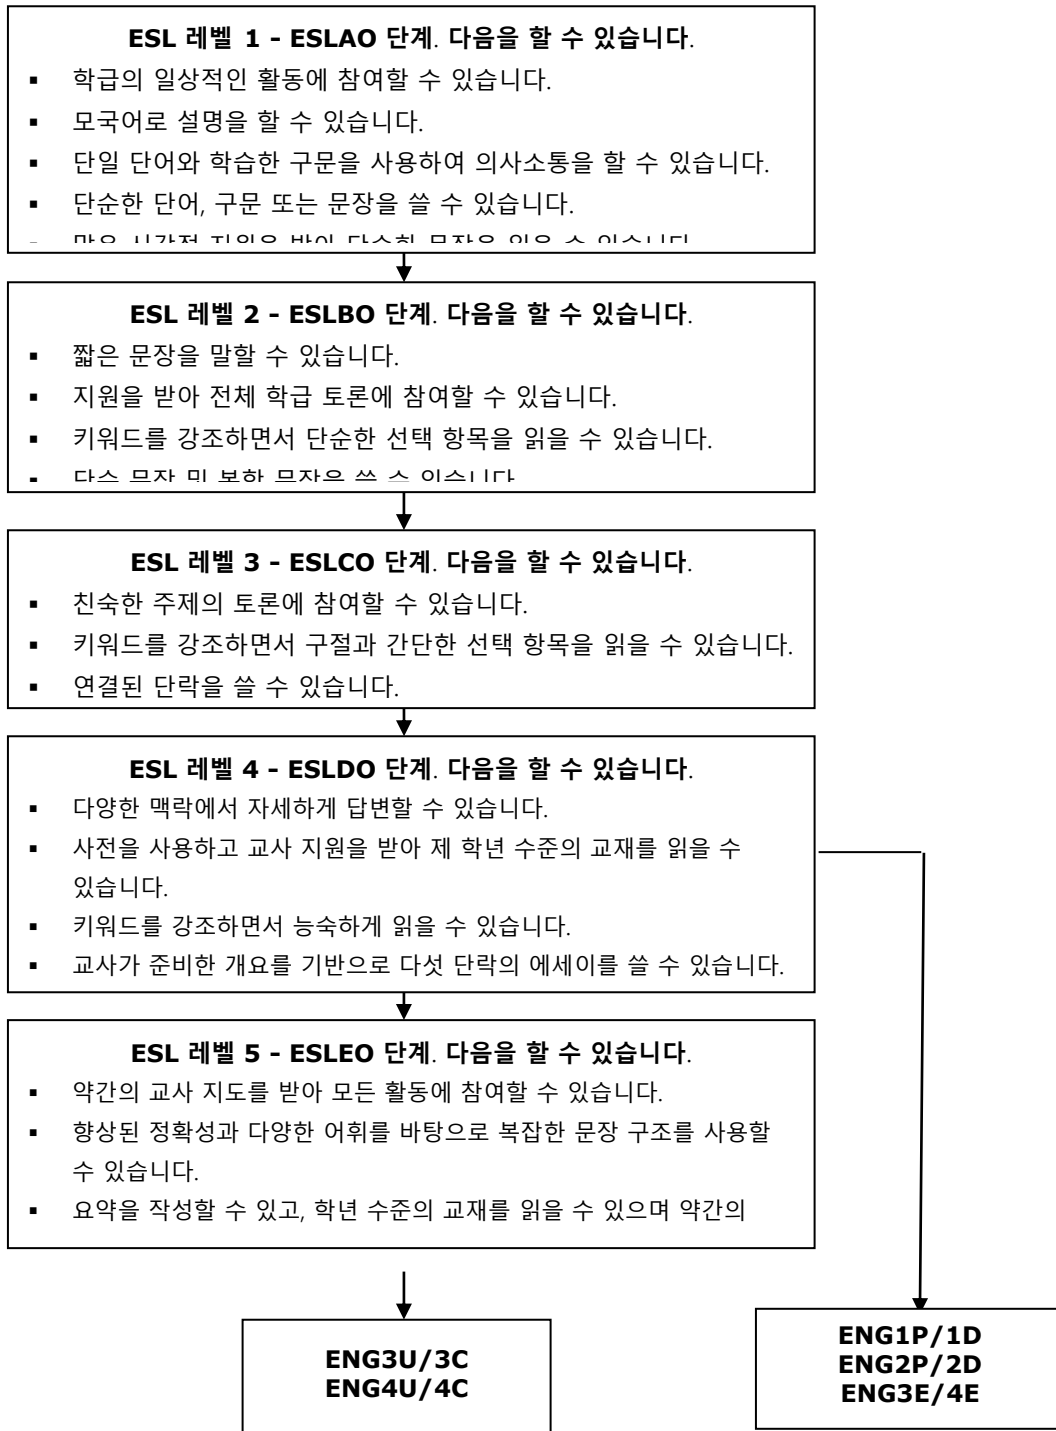 ESL 레벨 1 - ESLAO 단계. 다음을 할 수 있습니다.
▪ 학급의 일상적인 활동에 참여할 수 있습니다.
▪ 모국어로 설명을 할 수 있습니다.
▪ 단일 단어와 학습한 구문을 사용하여 의사소통을 할 수 있습니다.
▪ 단순한 단어, 구문 또는 문장을 쓸 수 있습니다.
ESL 레벨 2 - ESLBO 단계. 다음을 할 수 있습니다.
▪ 짧은 문장을 말할 수 있습니다.
▪ 지원을 받아 전체 학급 토론에 참여할 수 있습니다.
▪ 키워드를 강조하면서 단순한 선택 항목을 읽을 수 있습니다.
ESL 레벨 3 - ESLCO 단계. 다음을 할 수 있습니다.
▪ 친숙한 주제의 토론에 참여할 수 있습니다.
▪ 키워드를 강조하면서 구절과 간단한 선택 항목을 읽을 수 있습니다.
▪ 연결된 단락을 쓸 수 있습니다.
ESL 레벨 4 - ESLDO 단계. 다음을 할 수 있습니다.
▪ 다양한 맥락에서 자세하게 답변할 수 있습니다.
▪ 사전을 사용하고 교사 지원을 받아 제 학년 수준의 교재를 읽을 수
있습니다.
▪ 키워드를 강조하면서 능숙하게 읽을 수 있습니다.
▪ 교사가 준비한 개요를 기반으로 다섯 단락의 에세이를 쓸 수 있습니다.
ESL 레벨 5 - ESLEO 단계. 다음을 할 수 있습니다.
▪ 약간의 교사 지도를 받아 모든 활동에 참여할 수 있습니다.
▪ 향상된 정확성과 다양한 어휘를 바탕으로 복잡한 문장 구조를 사용할
수 있습니다.
▪ 요약을 작성할 수 있고, 학년 수준의 교재를 읽을 수 있으며 약간의
ENG3U/3C
ENG4U/4C
ENG1P/1D
ENG2P/2D
ENG3E/4E